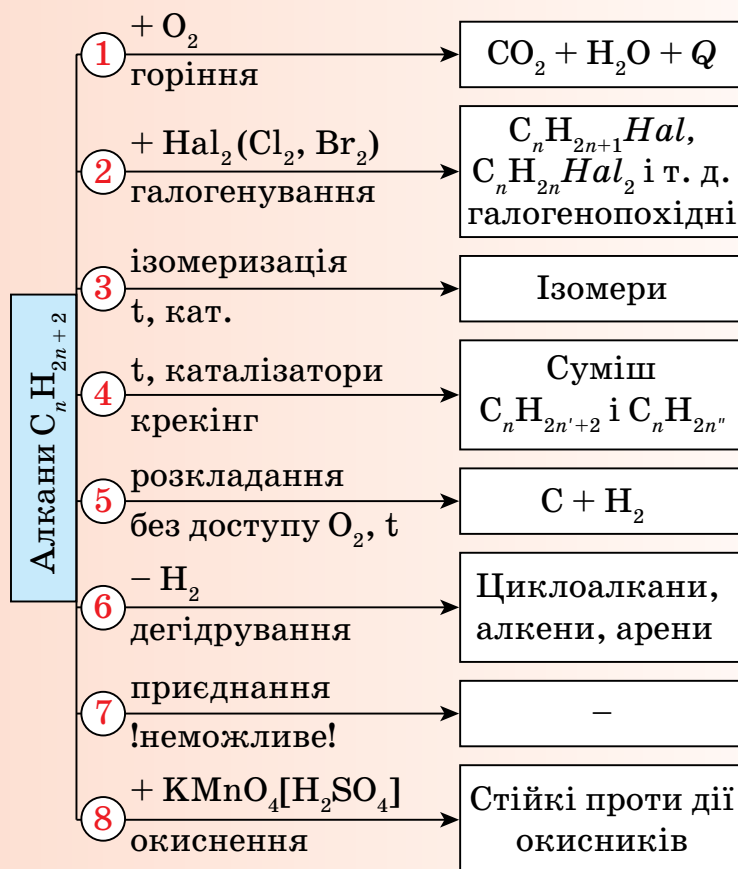 Алкани CₙH₂ₙ₊₂
1
+ O₂
горіння
CO₂ + H₂O + Q
2
+ Hal₂(Cl₂, Br₂)
галогенування
CₙH₂ₙ₊₁Hal,
CₙH₂ₙHal₂ і т. д.
галогенопохідні
3
ізомеризація
t, кат.
Ізомери
4
t, каталізатори
крекінг
Суміш
CₙH₂ₙ'₊₂ і CₙH₂ₙ"
5
розкладання
без доступу O₂, t
C + H₂
6
– H₂
дегідрування
Циклоалкани,
алкени, арени
7
приєднання
!неможливе!
–
8
+ KMnO₄[H₂SO₄]
окиснення
Стійкі проти дії
окисників